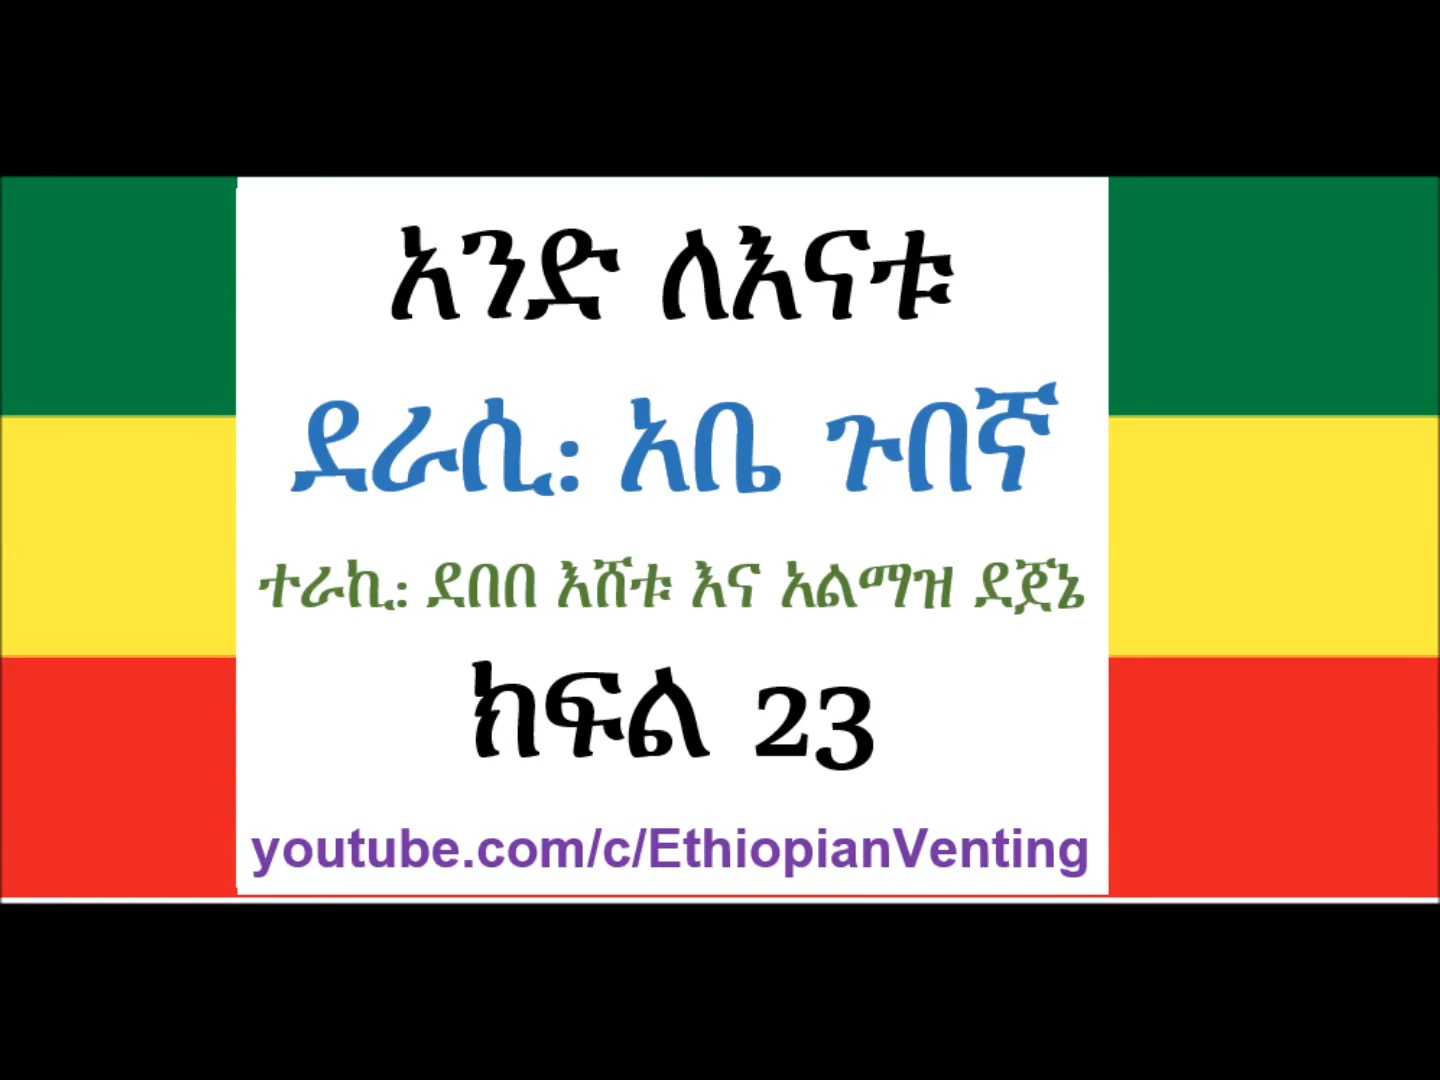 አንድ ለእናቱ
ደራሲ: አቤ ጉበኛ
ተራኪ: ደበበ እሸቱ እና አልማዝ ደጀኔ
ክፍል 23
youtube.com/c/EthiopianVenting